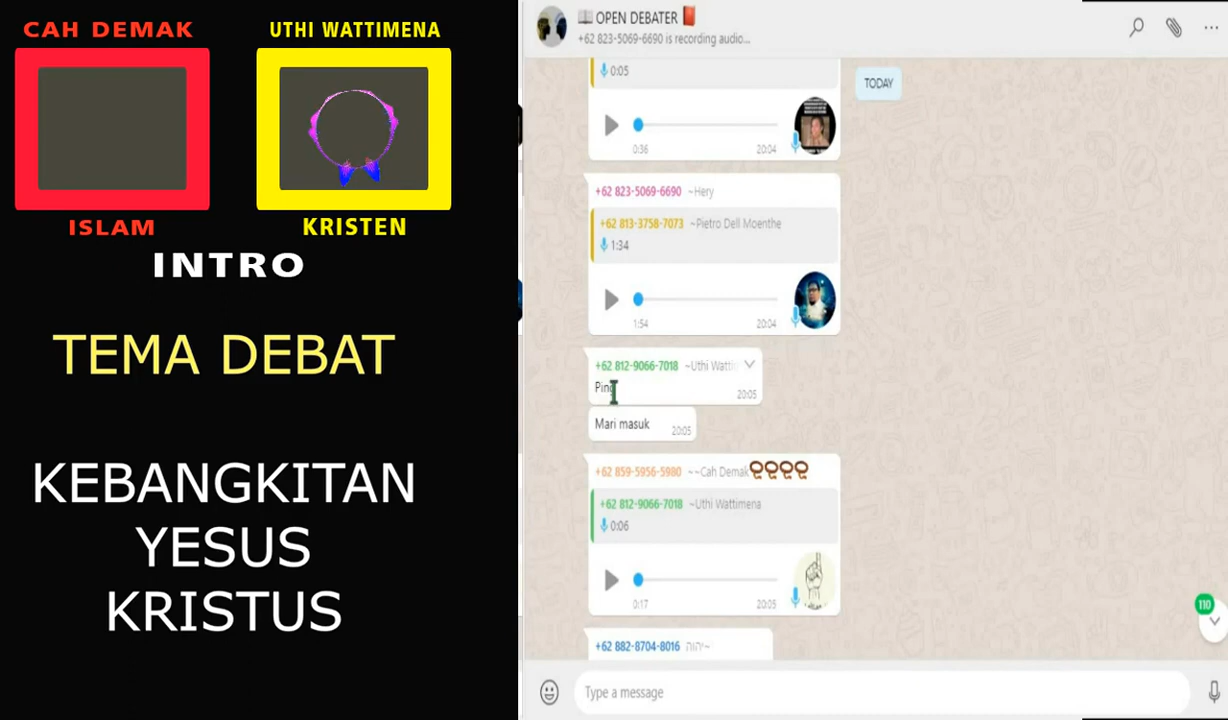 CAH DEMAK
UTHI WATTIMENA
ISLAM
KRISTEN
INTRO
TEMA DEBAT
KEBANGKITAN
YESUS
KRISTUS
📖 OPEN DEBATER 📕
+62 823-5069-6690 is recording audio...
0:05
TODAY
0:36
20:04
+62 823-5069-6690 ~Hery
+62 813-3758-7073 ~Pietro Dell Moenthe
1:34
1:54
20:04
+62 812-9066-7018 ~Uthi Wattim
Ping
20:05
Mari masuk
20:05
+62 859-5956-5980 ~~Cah Demak
+62 812-9066-7018 ~Uthi Wattimena
0:06
0:17
20:05
110
+62 882-8704-8016 ~יהוה
Type a message